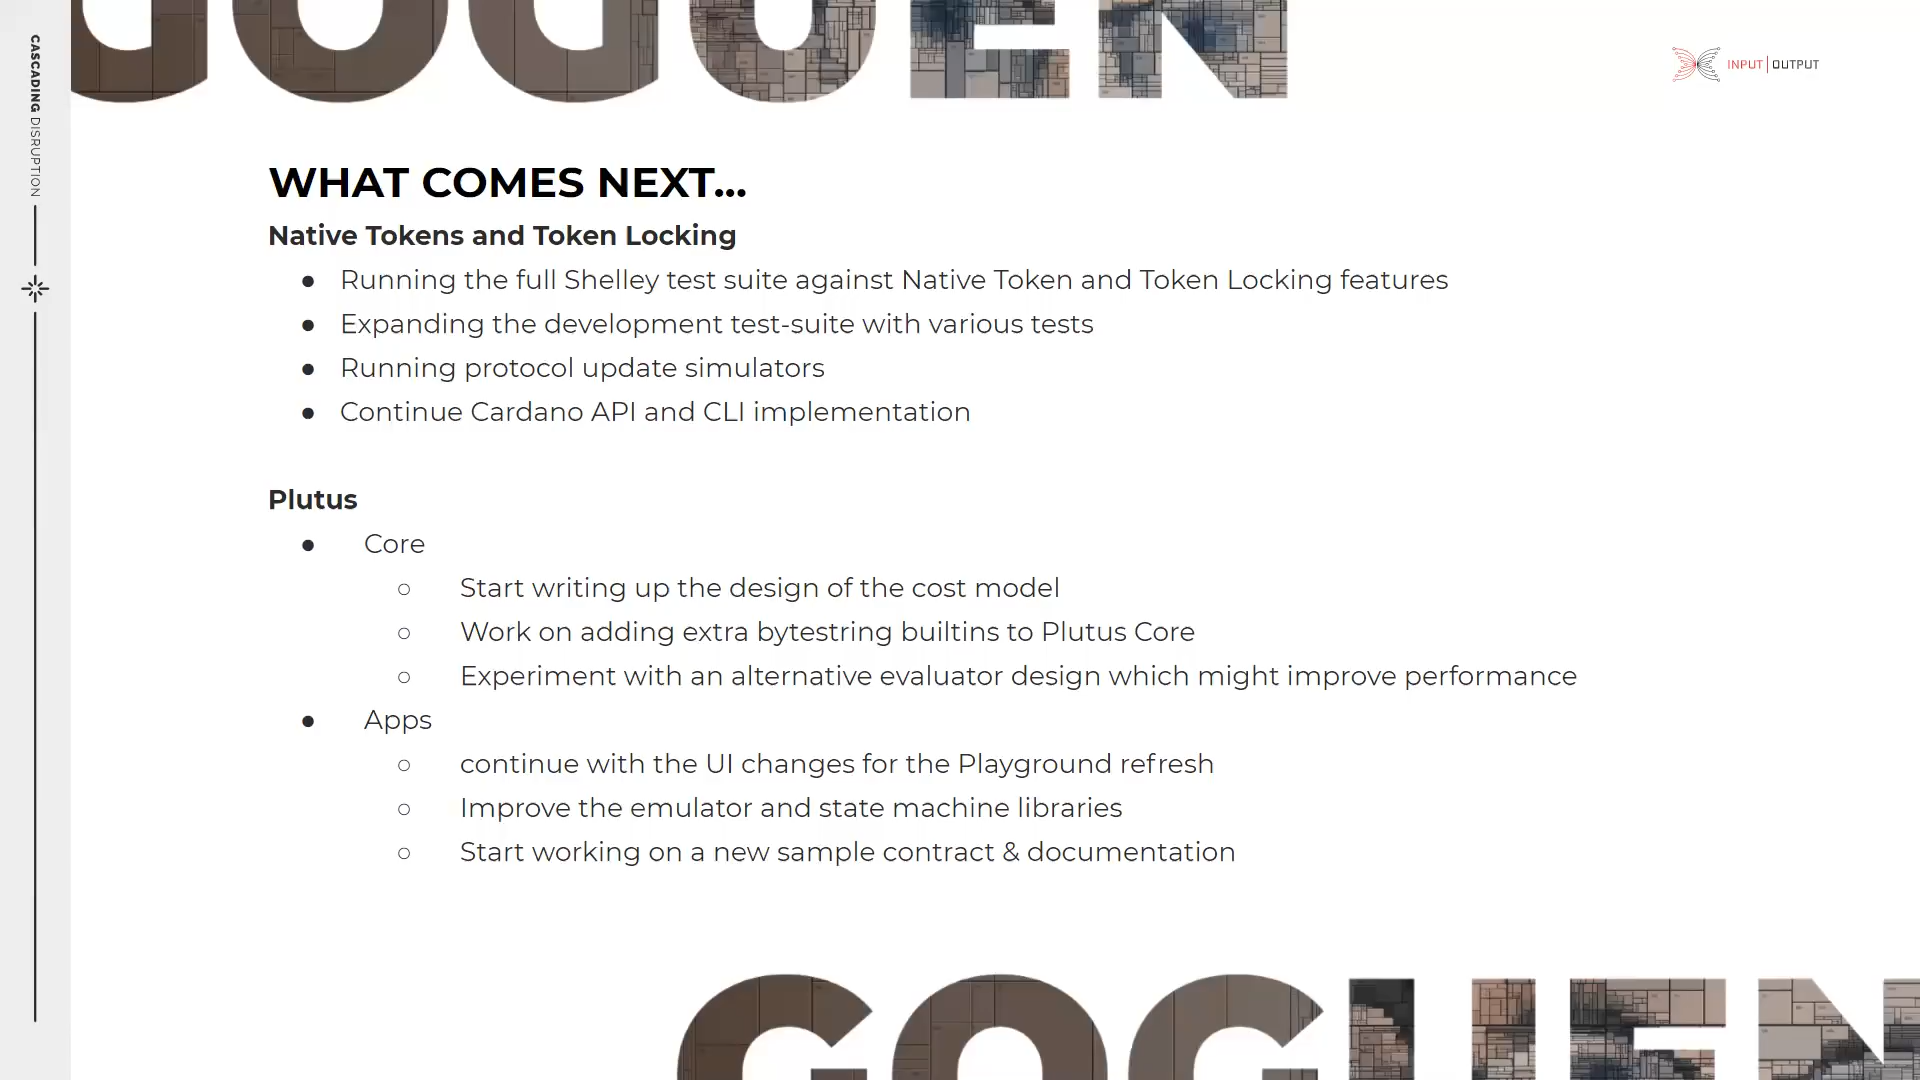 GOGUEN
CASCADING DISRUPTION
INPUT | OUTPUT
WHAT COMES NEXT...
Native Tokens and Token Locking
● Running the full Shelley test suite against Native Token and Token Locking features
● Expanding the development test-suite with various tests
● Running protocol update simulators
● Continue Cardano API and CLI implementation
Plutus
● Core
○ Start writing up the design of the cost model
○ Work on adding extra bytestring builtins to Plutus Core
○ Experiment with an alternative evaluator design which might improve performance
● Apps
○ continue with the UI changes for the Playground refresh
○ Improve the emulator and state machine libraries
○ Start working on a new sample contract & documentation
GOGUEN